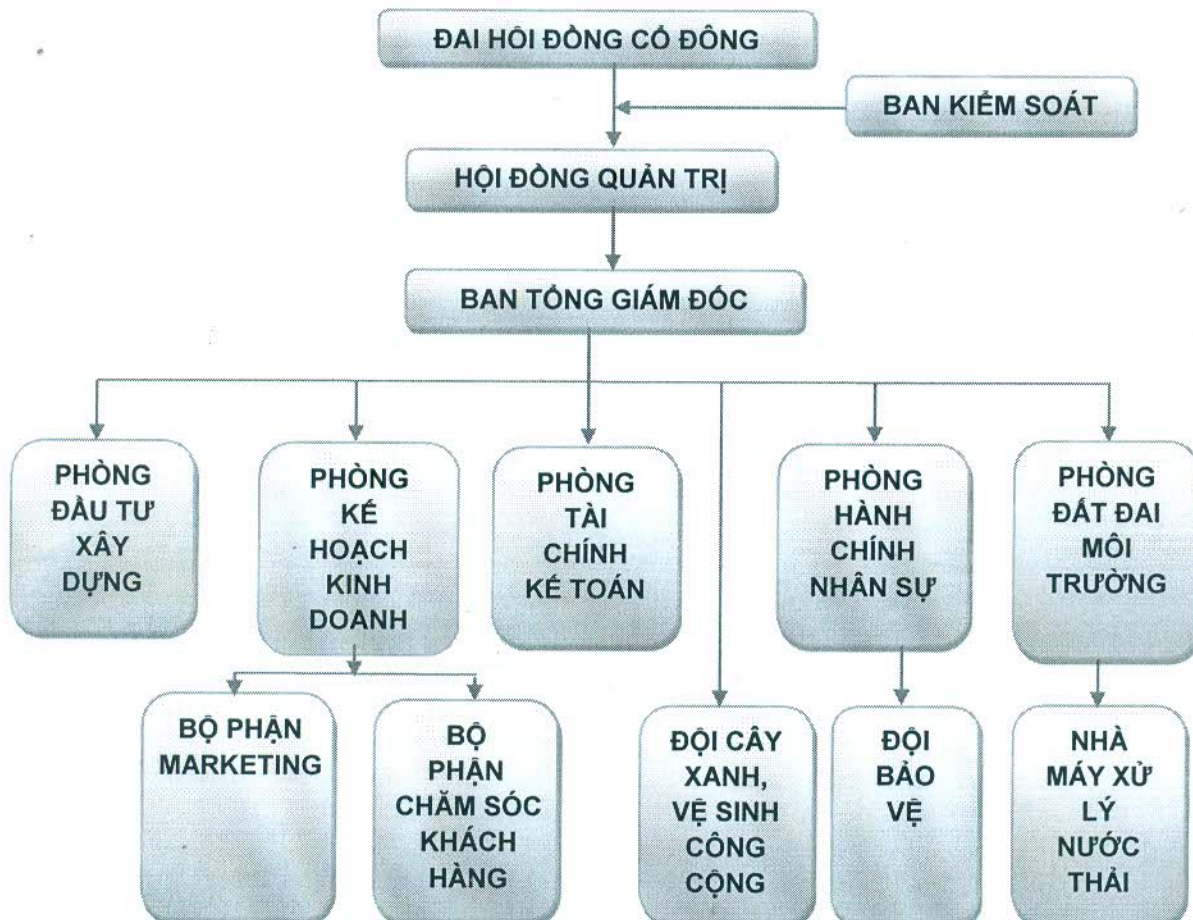 ĐAI HÔI ĐỒNG CỔ ĐÔNG
BAN KIỂM SOÁT
HỘI ĐỒNG QUẢN TRỊ
BAN TỔNG GIÁM ĐỐC
PHÒNG
ĐẦU TƯ
XÂY
DỰNG
PHÒNG
KẾ
HOẠCH
KINH
DOANH
PHÒNG
TÀI
CHÍNH
KẾ TOÁN
PHÒNG
HÀNH
CHÍNH
NHÂN SỰ
PHÒNG
ĐẤT ĐAI
MÔI
TRƯỜNG
BỘ PHẬN
MARKETING
BỘ
PHẬN
CHĂM SÓC
KHÁCH
HÀNG
ĐỘI CÂY
XANH,
VỆ SINH
CÔNG
CỘNG
ĐỘI
BẢO
VỆ
NHÀ
MÁY XỬ
LÝ
NƯỚC
THẢI